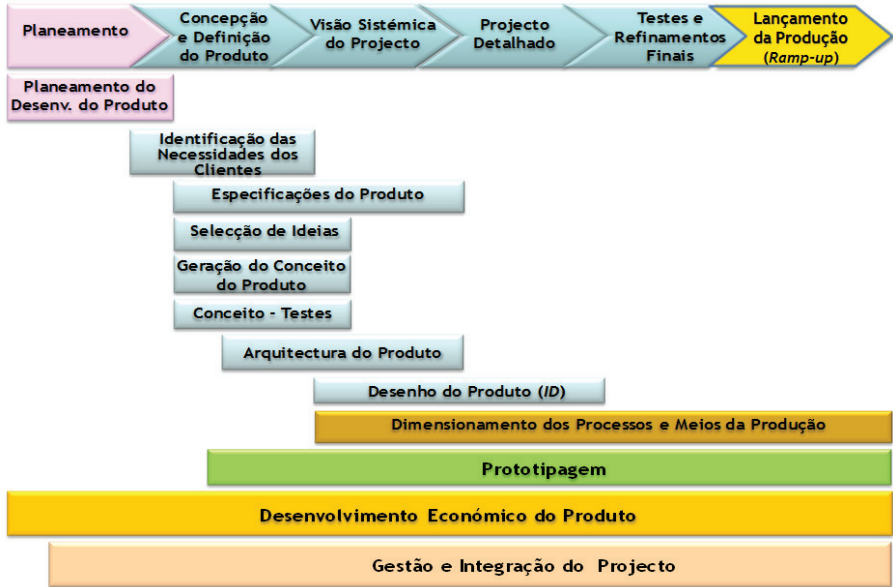 Planeamento
Concepção
e Definição
do Produto
Visão Sistémica
do Projecto
Projecto
Detalhado
Testes e
Refinamentos
Finais
Lançamento
da Produção
(Ramp-up)
Planeamento do
Desenv. do Produto
Identificação das
Necessidades dos
Clientes
Especificações do Produto
Selecção de Ideias
Geração do Conceito
do Produto
Conceito - Testes
Arquitectura do Produto
Desenho do Produto (ID)
Dimensionamento dos Processos e Meios da Produção
Prototipagem
Desenvolvimento Económico do Produto
Gestão e Integração do Projecto